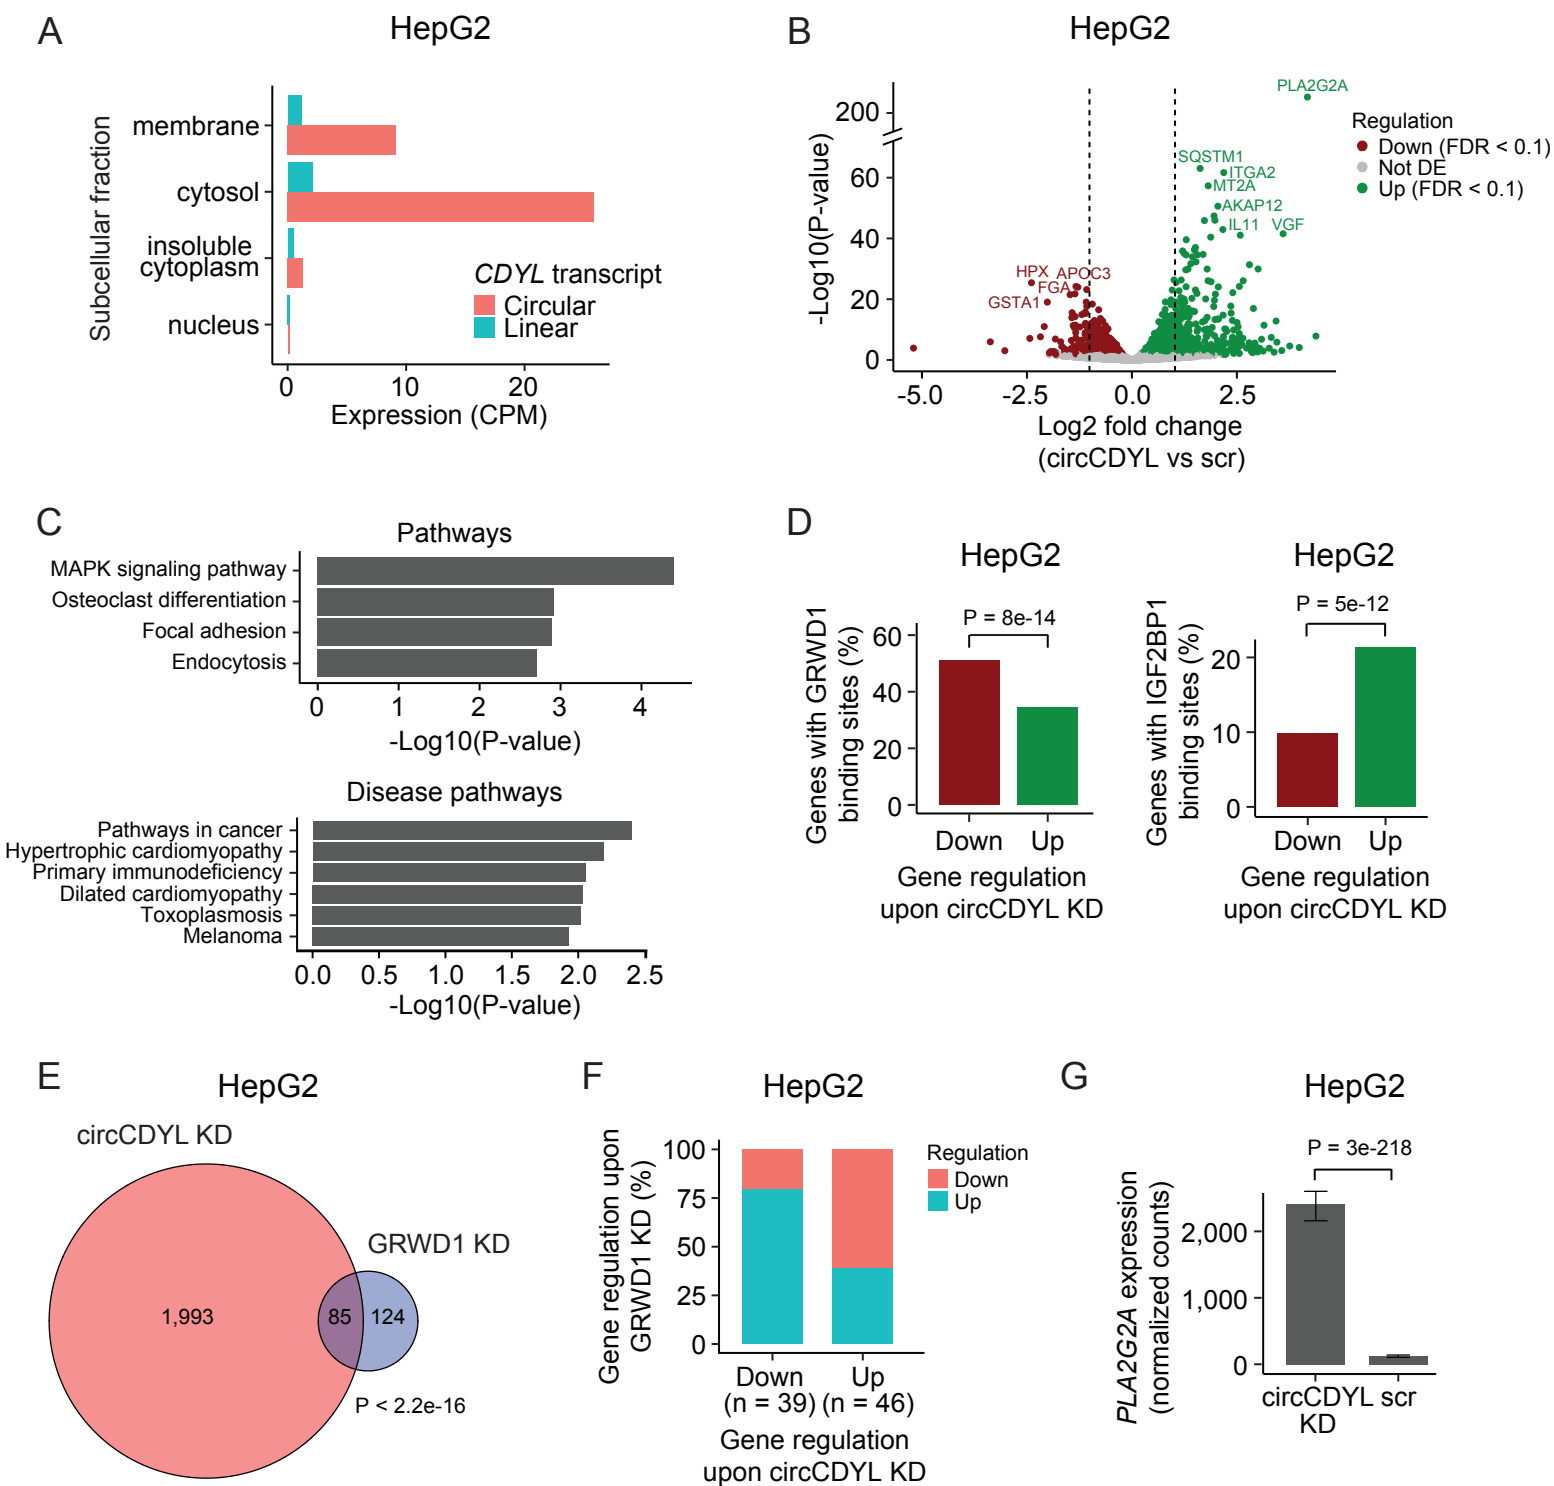 A
HepG2
Subcellular fraction
membrane
cytosol
insoluble
cytoplasm
nucleus
CDYL transcript
Circular
Linear
0 10 20
Expression (CPM)
B
HepG2
-Log10(P-value)
200
60
40
20
0
PLA2G2A
SQSTM1
ITGA2
MT2A
AKAP12
IL11 VGF
HPX APOC3
FGA
GSTA1
-5.0 -2.5 0.0 2.5
Log2 fold change
(circCDYL vs scr)
Regulation
Down (FDR < 0.1)
Not DE
Up (FDR < 0.1)
C
Pathways
MAPK signaling pathway
Osteoclast differentiation
Focal adhesion
Endocytosis
0 1 2 3 4
-Log10(P-value)
Disease pathways
Pathways in cancer
Hypertrophic cardiomyopathy
Primary immunodeficiency
Dilated cardiomyopathy
Toxoplasmosis
Melanoma
0.0 0.5 1.0 1.5 2.0 2.5
-Log10(P-value)
D
HepG2
P = 8e-14
Genes with GRWD1
binding sites (%)
60
40
20
0
Down Up
Gene regulation
upon circCDYL KD
HepG2
P = 5e-12
Genes with IGF2BP1
binding sites (%)
20
10
0
Down Up
Gene regulation
upon circCDYL KD
E
HepG2
circCDYL KD
GRWD1 KD
1,993
85
124
P < 2.2e-16
F
HepG2
Gene regulation upon
GRWD1 KD (%)
100
75
50
25
0
Down Up
(n = 39) (n = 46)
Gene regulation
upon circCDYL KD
Regulation
Down
Up
G
HepG2
P = 3e-218
PLA2G2A expression
(normalized counts)
2,000
1,000
0
circCDYL scr
KD